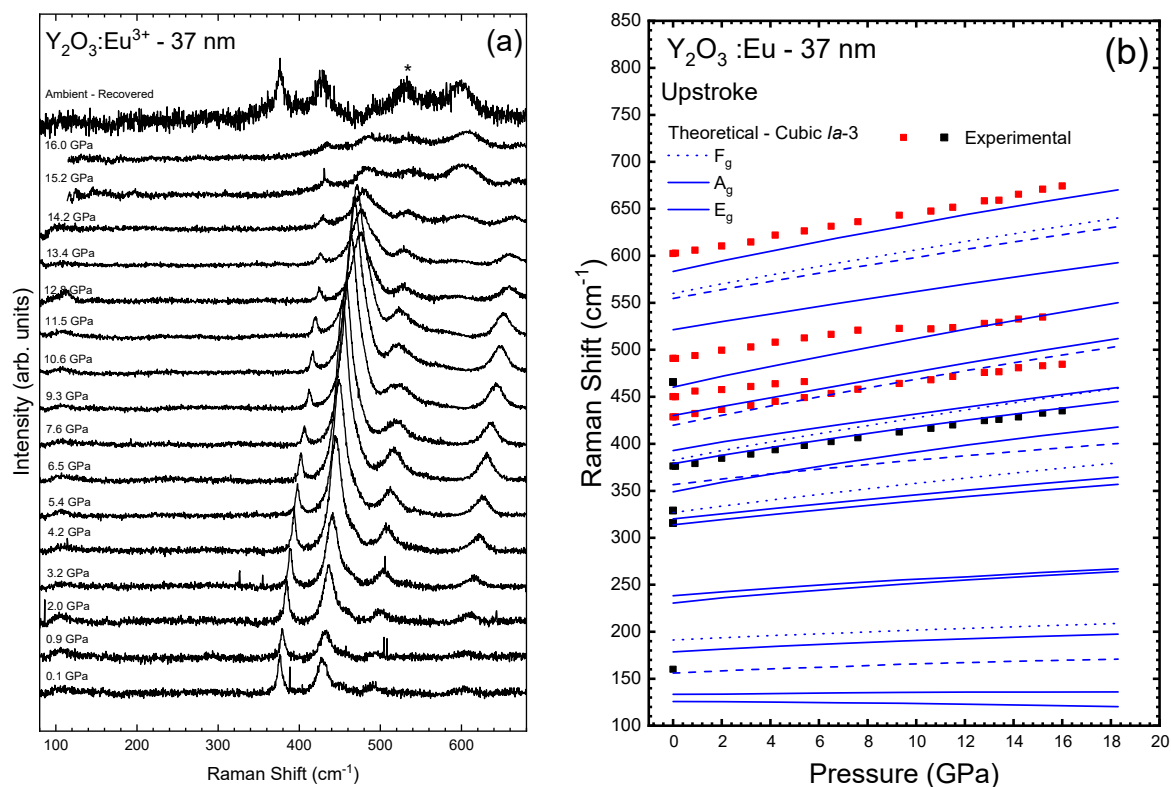 Y₂O₃:Eu³⁺ - 37 nm
(a)
*
Ambient - Recovered
16.0 GPa
15.2 GPa
14.2 GPa
13.4 GPa
GPa
11.5 GPa
10.6 GPa
9.3 GPa
7.6 GPa
6.5 GPa
5.4 GPa
4.2 GPa
3.2 GPa
2.0 GPa
0.9 GPa
0.1 GPa
Intensity (arb. units)
100 200 300 400 500 600
Raman Shift (cm⁻¹)
Y₂O₃ :Eu - 37 nm
(b)
Upstroke
Theoretical - Cubic Ia-3
Experimental
F_g
A_g
E_g
850
800
750
700
650
600
550
500
450
400
350
300
250
200
150
100
Raman Shift (cm⁻¹)
0 2 4 6 8 10 12 14 16 18 20
Pressure (GPa)